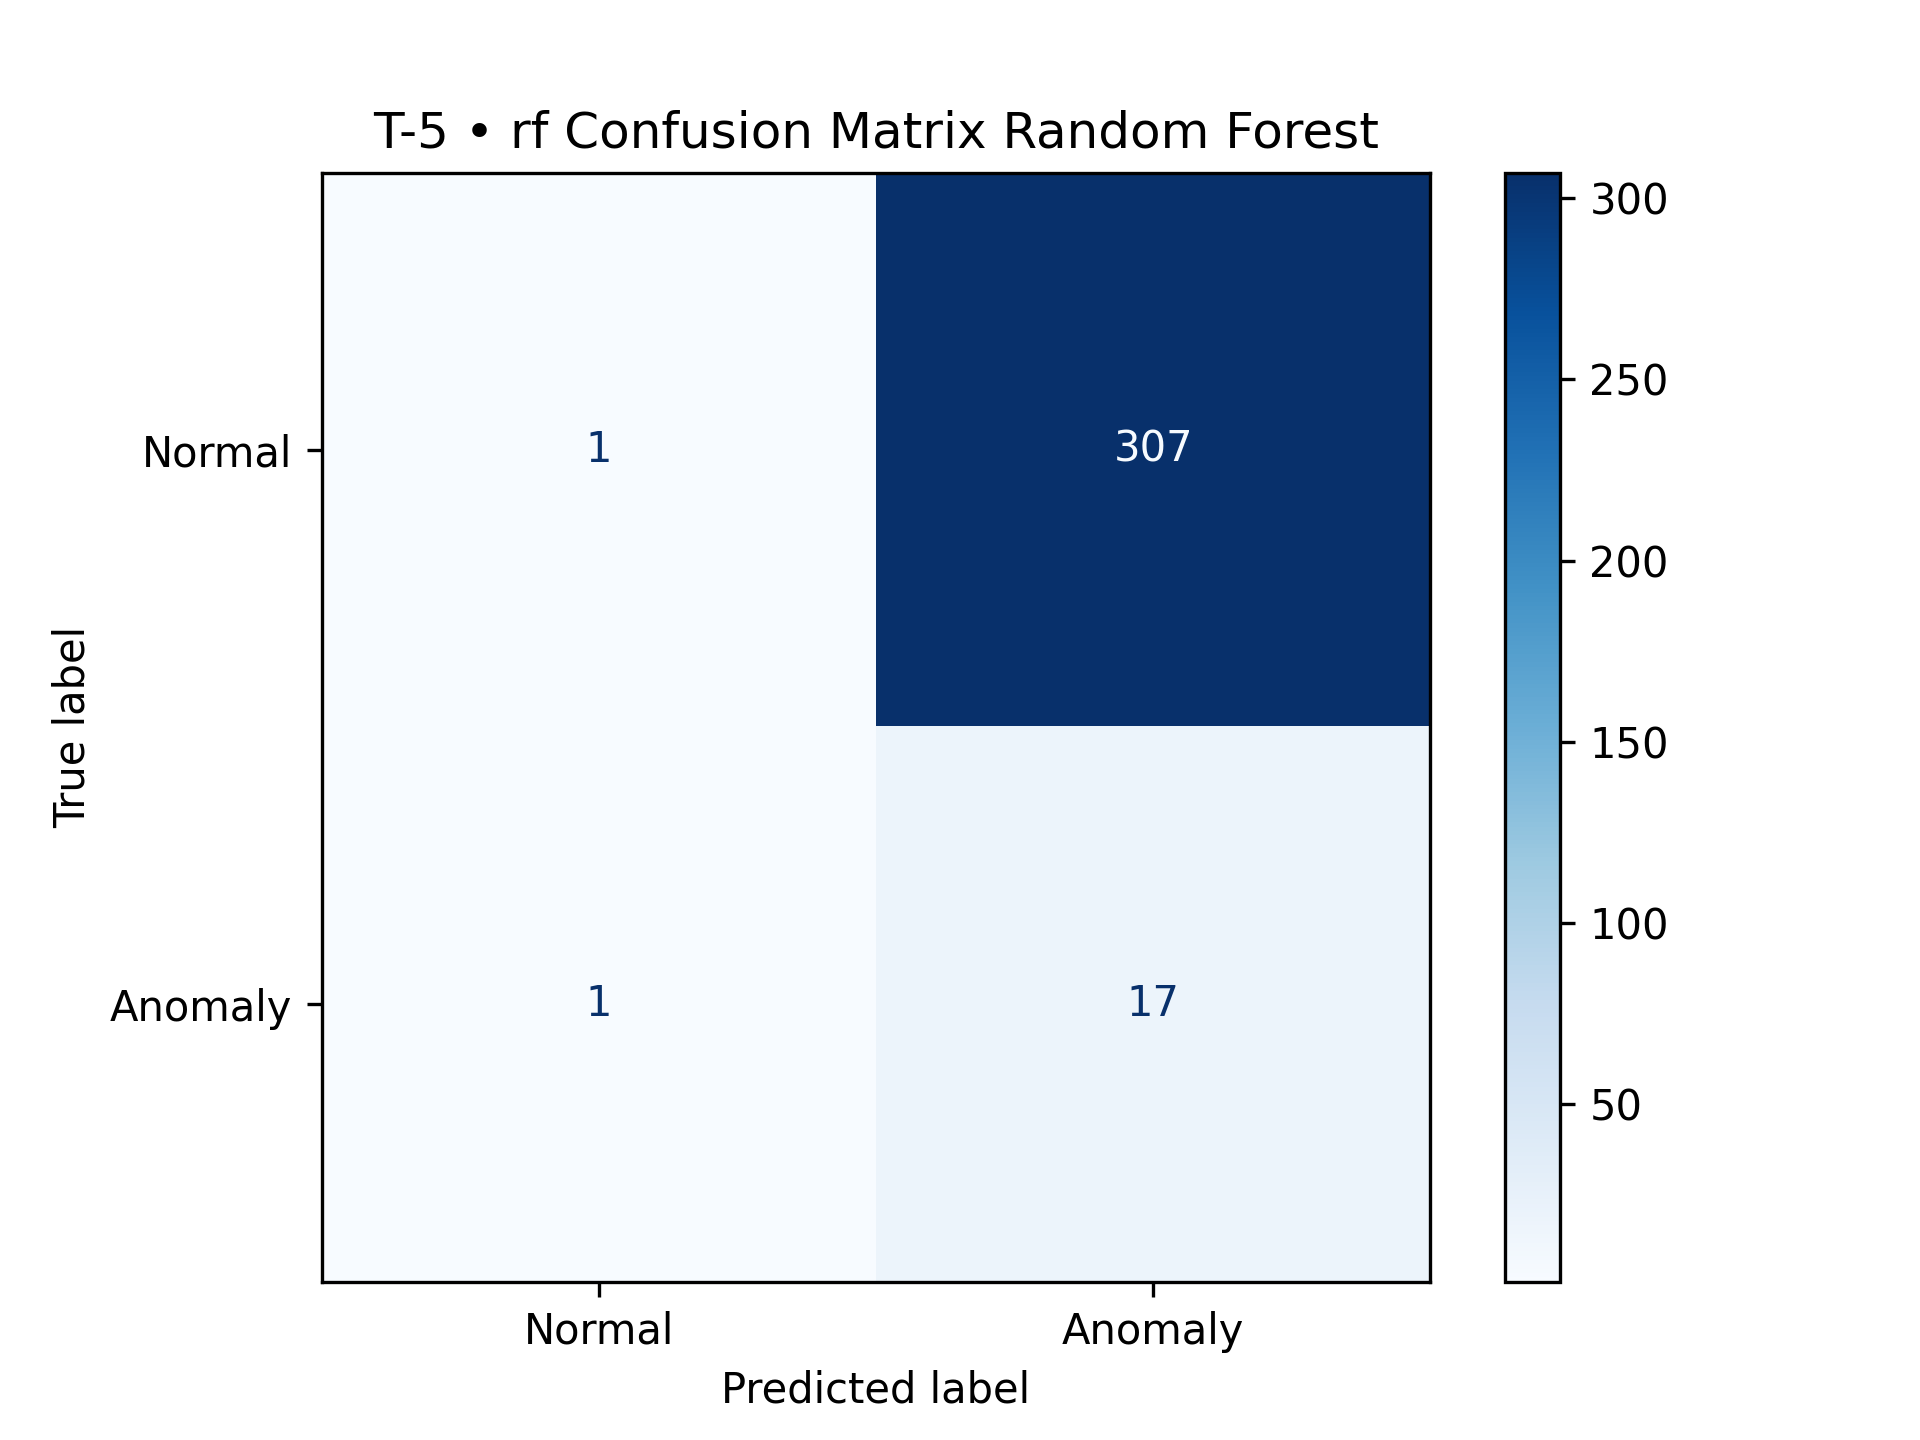 T-5 • rf Confusion Matrix Random Forest
300
250
200
150
100
50
True label
Normal
1
307
Anomaly
1
17
Normal
Anomaly
Predicted label